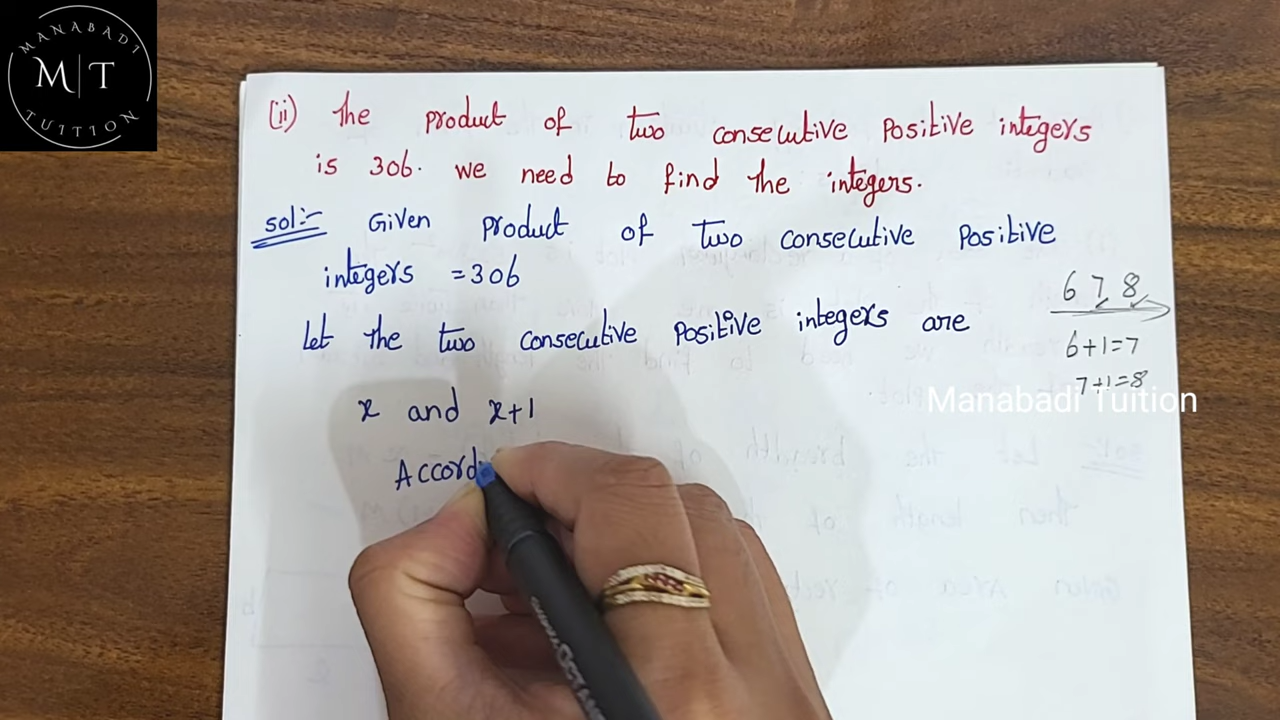 MANABADI
M|T
TUITION
(ii) The product of two consecutive positive integers
is 306. we need to find the integers.
Sol:- Given product of two consecutive positive
integers = 306
Let the two consecutive positive integers are
x and x+1
Accord
6 7 8
6+1=7
7+1=8
Manabadi Tuition